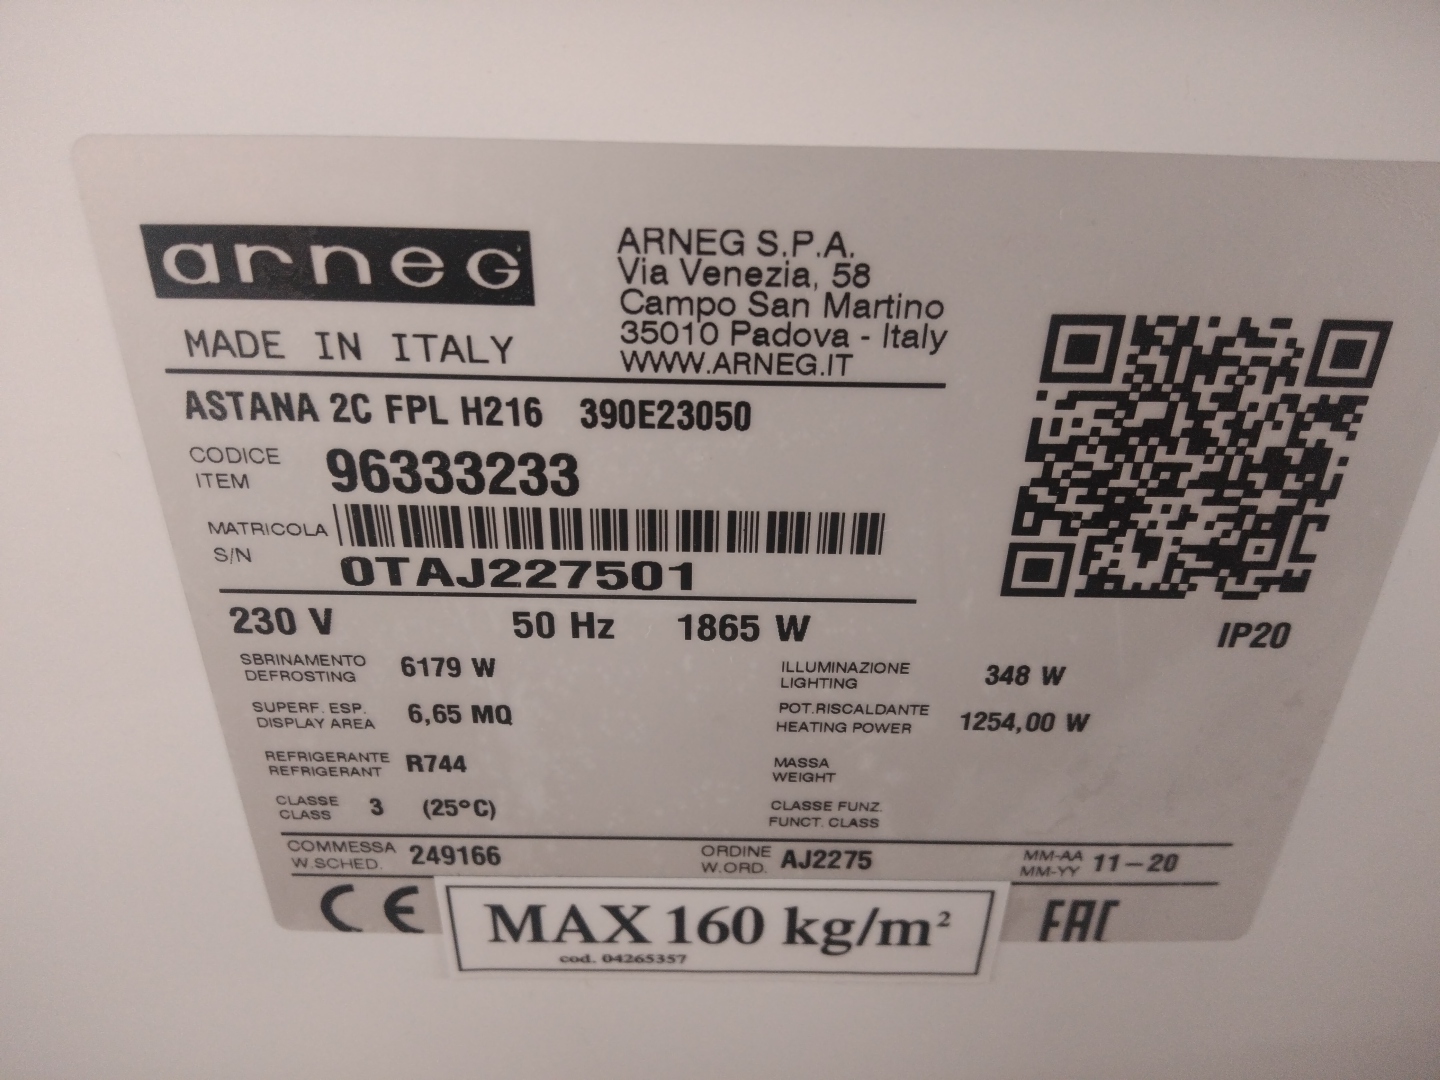 arneG
MADE IN ITALY
ARNEG S.P.A.
Via Venezia, 58
Campo San Martino
35010 Padova - Italy
WWW.ARNEG.IT
ASTANA 2C FPL H216 390E23050
CODICE
ITEM
96333233
MATRICOLA
S/N
0TAJ227501
230 V 50 Hz 1865 W IP20
SBRINAMENTO
DEFROSTING
6179 W
ILLUMINAZIONE
LIGHTING
348 W
SUPERF. ESP.
DISPLAY AREA
6,65 MQ
POT.RISCALDANTE
HEATING POWER
1254,00 W
REFRIGERANTE
REFRIGERANT
R744
MASSA
WEIGHT
CLASSE
CLASS
3 (25°C)
CLASSE FUNZ.
FUNCT. CLASS
COMMESSA
W.SCHED.
249166
ORDINE
W.ORD.
AJ2275
MM-AA
MM-YY
11-20
CE
MAX 160 kg/m²
cod. 04265357
EAC